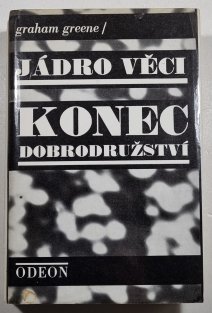 graham greene/
JÁDRO VĚCI
KONEC
DOBRODRUŽSTVÍ
ODEON